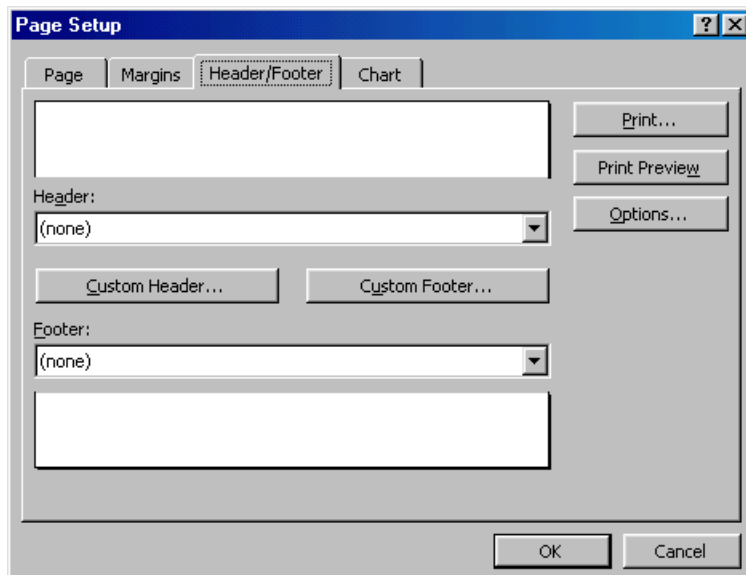 Page Setup
Page Margins Header/Footer Chart
Print...
Print Preview
Header:
(none)
Options...
Custom Header... Custom Footer...
Footer:
(none)
OK Cancel